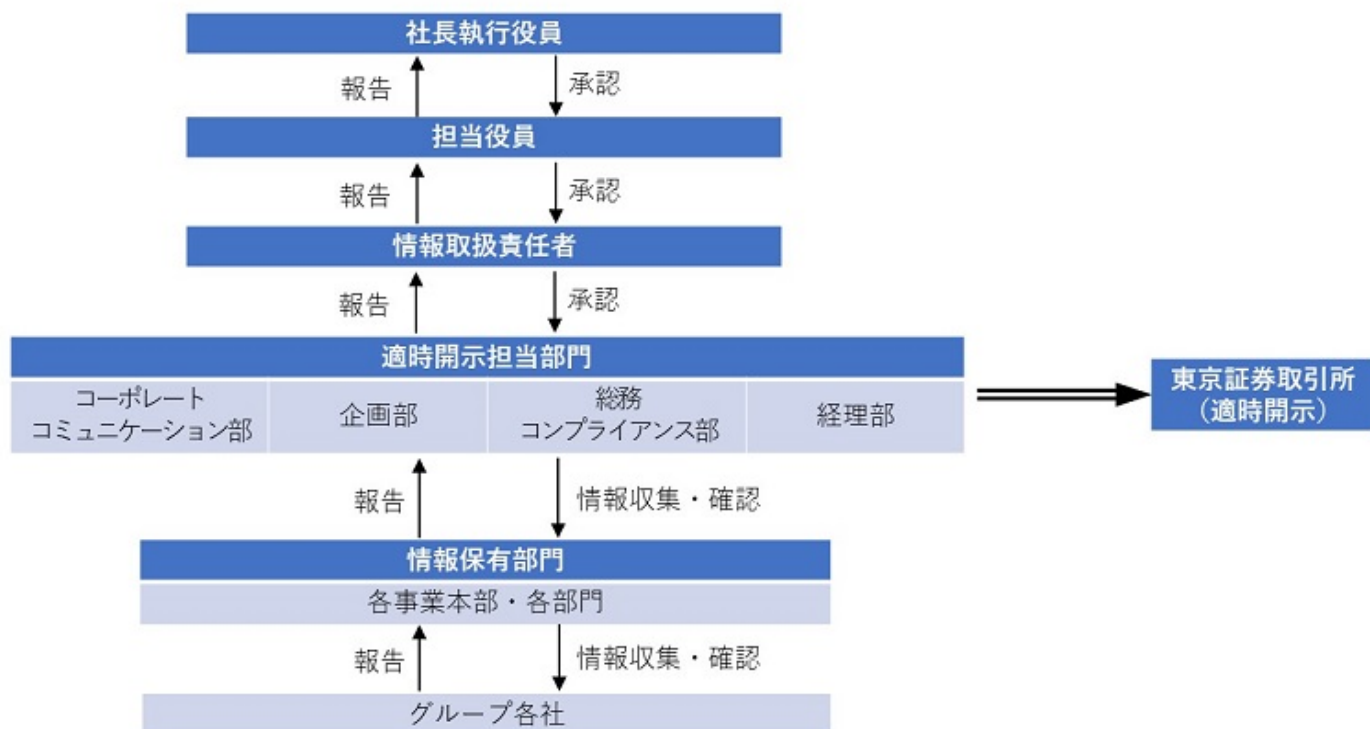 社長執行役員
報告
承認
担当役員
報告
承認
情報取扱責任者
報告
承認
適時開示担当部門
コーポレート
コミュニケーション部
企画部
総務
コンプライアンス部
経理部
東京証券取引所
(適時開示)
報告
情報収集・確認
情報保有部門
各事業本部・各部門
報告
情報収集・確認
グループ各社